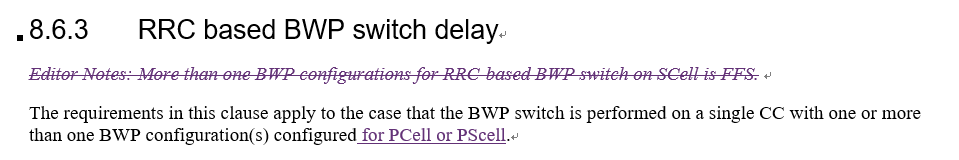 8.6.3 RRC based BWP switch delay
Editor Notes: More than one BWP configurations for RRC-based BWP switch on SCell is FFS.
The requirements in this clause apply to the case that the BWP switch is performed on a single CC with one or more
than one BWP configuration(s) configured for PCell or PScell.